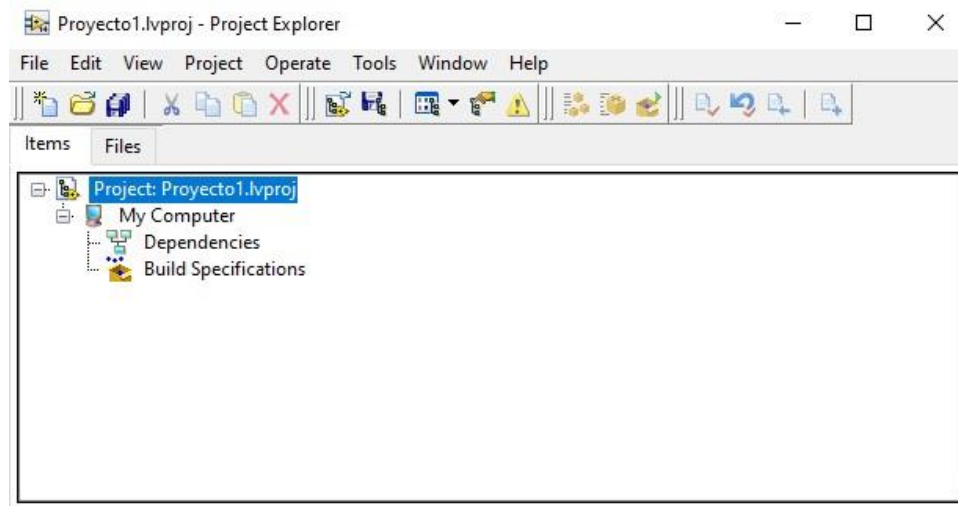 Proyecto1.lvproj - Project Explorer
File Edit View Project Operate Tools Window Help
Items Files
Project: Proyecto1.lvproj
My Computer
Dependencies
Build Specifications